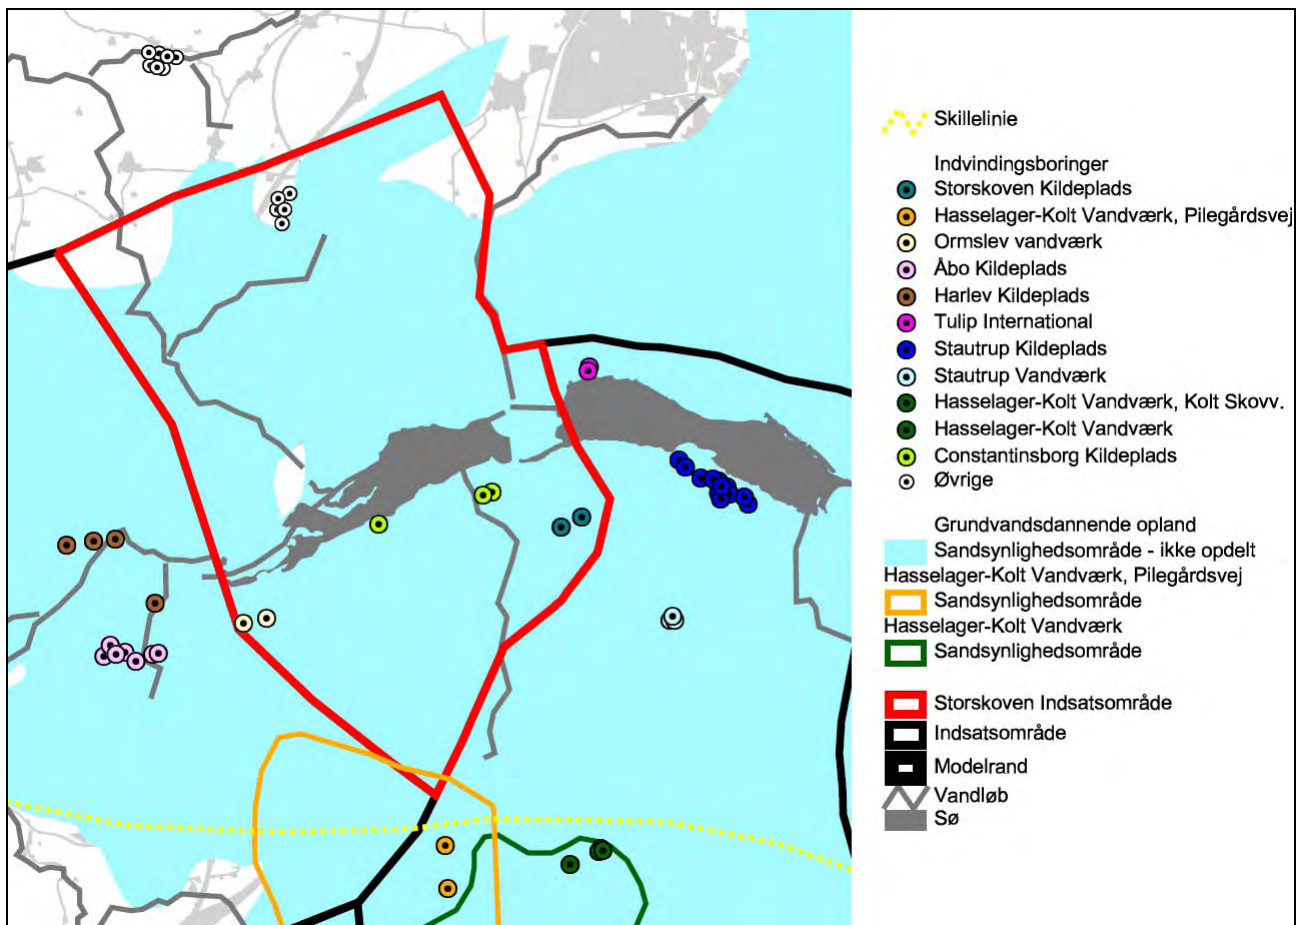 Skillelinie
Indvindingsboringer
Storskoven Kildeplads
Hasselager-Kolt Vandværk, Pilegårdsvej
Ormslev vandværk
Åbo Kildeplads
Harlev Kildeplads
Tulip International
Stautrup Kildeplads
Stautrup Vandværk
Hasselager-Kolt Vandværk, Kolt Skovv.
Hasselager-Kolt Vandværk
Constantinsborg Kildeplads
Øvrige
Grundvandsdannende opland
Sandsynlighedsområde - ikke opdelt
Hasselager-Kolt Vandværk, Pilegårdsvej
Sandsynlighedsområde
Hasselager-Kolt Vandværk
Sandsynlighedsområde
Storskoven Indsatsområde
Indsatsområde
Modelrand
Vandløb
Sø